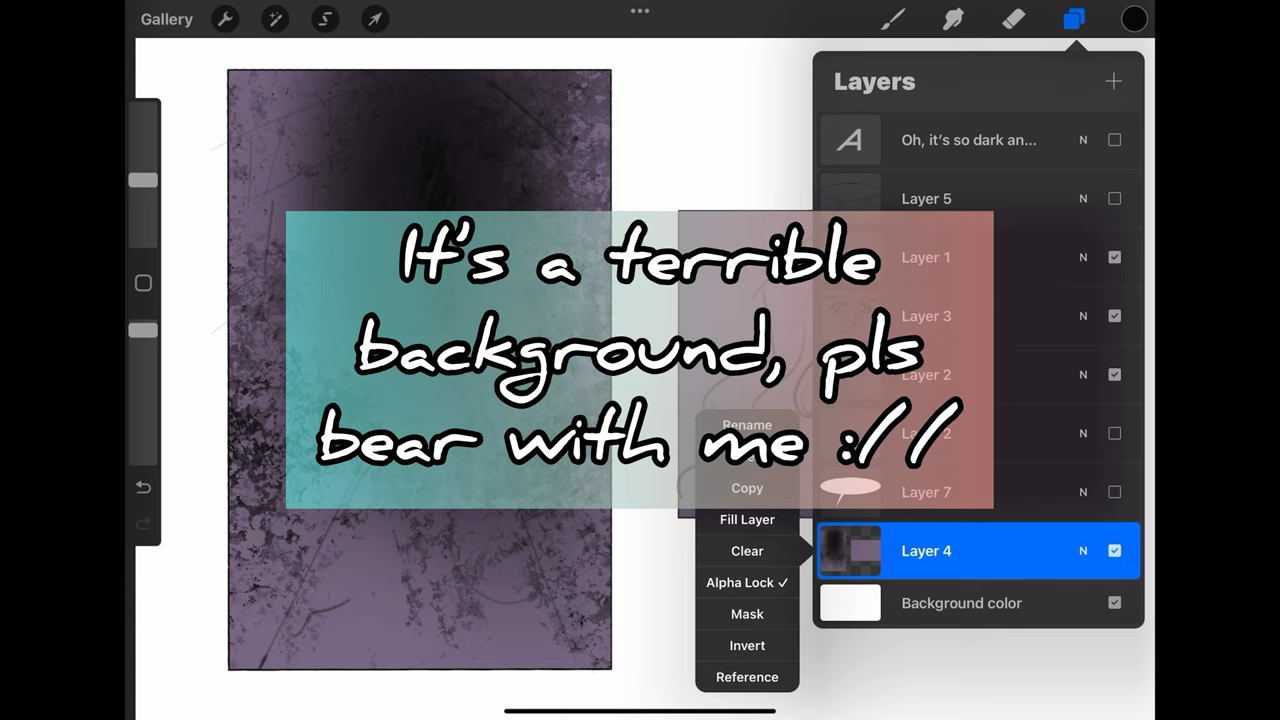 Gallery
Layers
Oh, it's so dark an...
N
Layer 5
N
It's a terrible
Layer 1
N
Layer 3
N
background, pls
Layer 2
N
Rename
bear with me ://
N
Copy
Layer 7
N
Fill Layer
Clear
Layer 4
N
Alpha Lock ✓
Mask
Background color
Invert
Reference